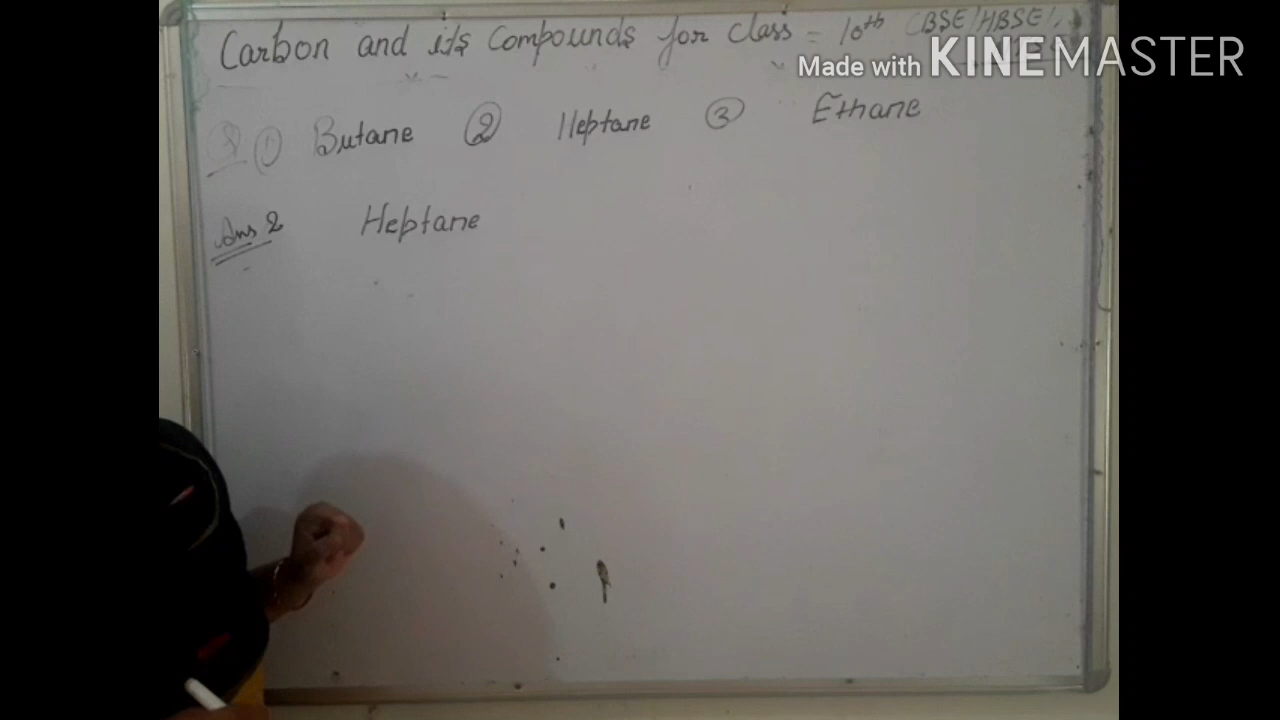 Carbon and its Compounds for class = 10th CBSE/HBSE/
Made with KINEMASTER
Q ① Butane ② Heptane ③ Ethane
Ans 2 Heptane